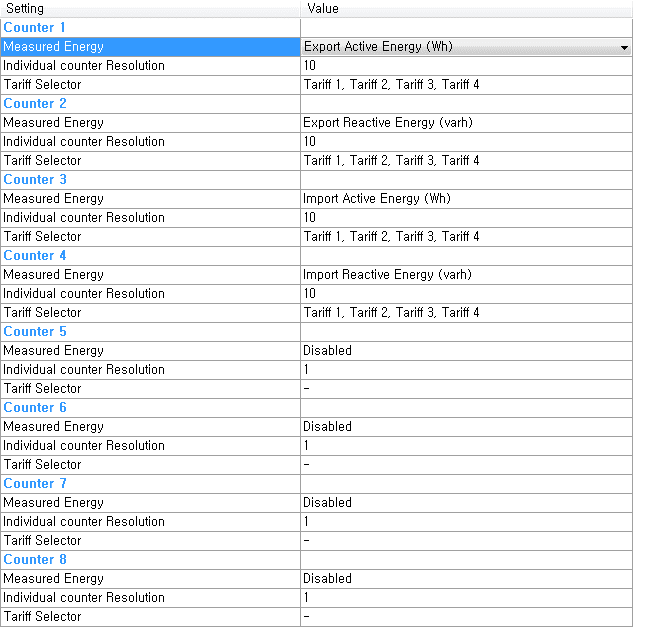 Setting Value
Counter 1
Measured Energy Export Active Energy (Wh)
Individual counter Resolution 10
Tariff Selector Tariff 1, Tariff 2, Tariff 3, Tariff 4
Counter 2
Measured Energy Export Reactive Energy (varh)
Individual counter Resolution 10
Tariff Selector Tariff 1, Tariff 2, Tariff 3, Tariff 4
Counter 3
Measured Energy Import Active Energy (Wh)
Individual counter Resolution 10
Tariff Selector Tariff 1, Tariff 2, Tariff 3, Tariff 4
Counter 4
Measured Energy Import Reactive Energy (varh)
Individual counter Resolution 10
Tariff Selector Tariff 1, Tariff 2, Tariff 3, Tariff 4
Counter 5
Measured Energy Disabled
Individual counter Resolution 1
Tariff Selector -
Counter 6
Measured Energy Disabled
Individual counter Resolution 1
Tariff Selector -
Counter 7
Measured Energy Disabled
Individual counter Resolution 1
Tariff Selector -
Counter 8
Measured Energy Disabled
Individual counter Resolution 1
Tariff Selector -